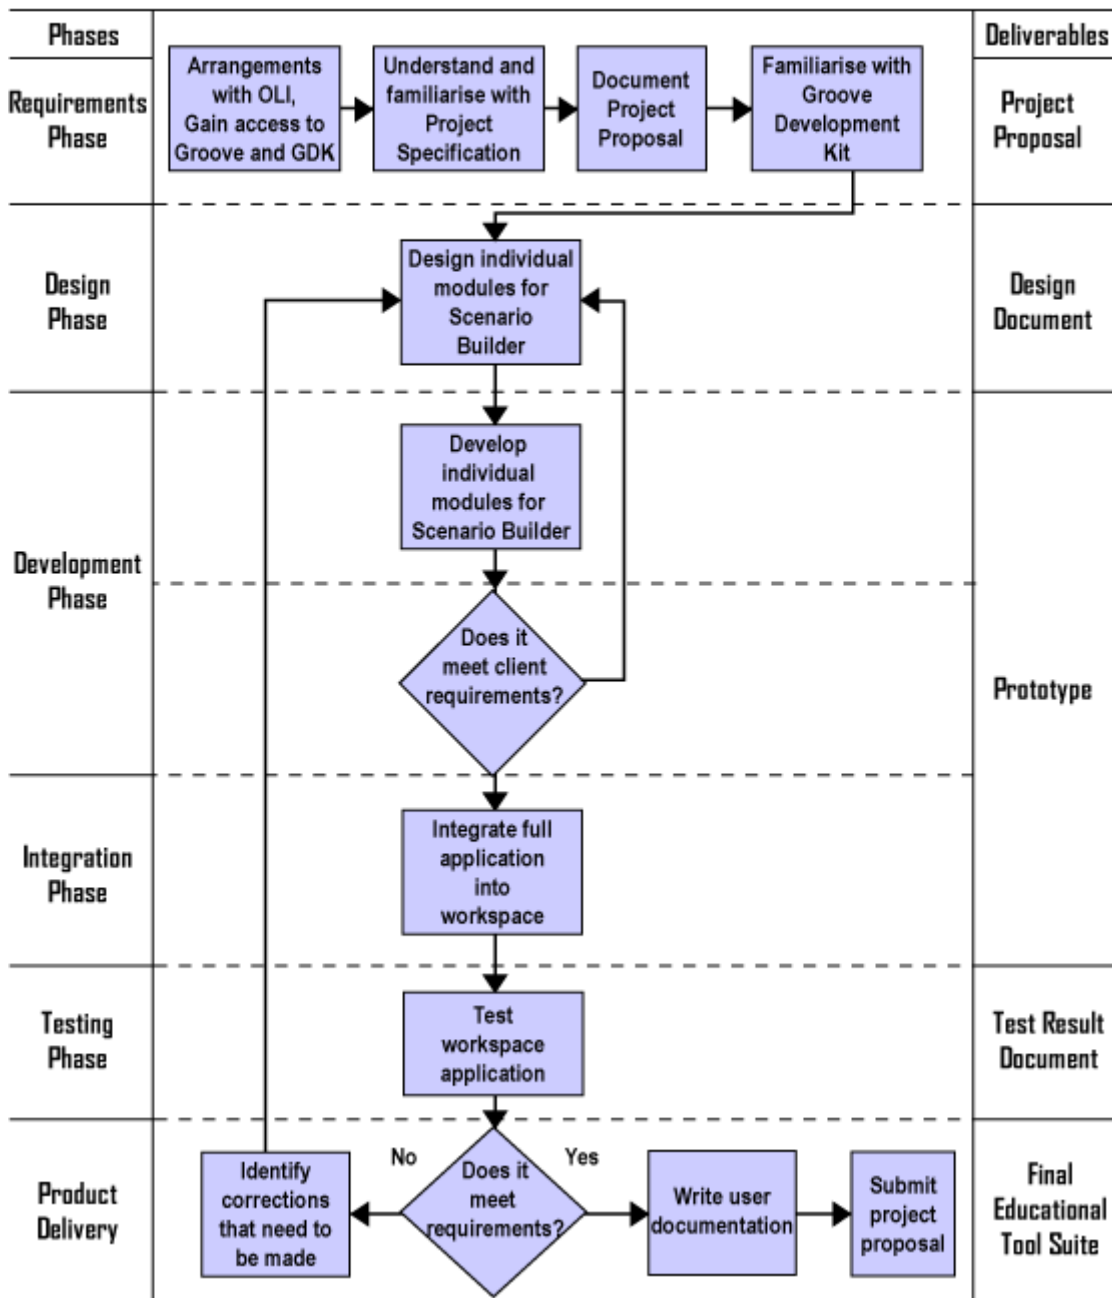 Phases
Deliverables
Requirements
Phase
Arrangements
with OLI,
Gain access to
Groove and GDK
Understand and
familiarise with
Project
Specification
Document
Project
Proposal
Familiarise with
Groove
Development
Kit
Project
Proposal
Design
Phase
Design individual
modules for
Scenario
Builder
Design
Document
Development
Phase
Develop
individual
modules for
Scenario Builder
Does it
meet client
requirements?
Prototype
Integration
Phase
Integrate full
application
into
workspace
Testing
Phase
Test
workspace
application
Test Result
Document
Product
Delivery
Identify
corrections
that need to
be made
No
Does it
meet
requirements?
Yes
Write user
documentation
Submit
project
proposal
Final
Educational
Tool Suite